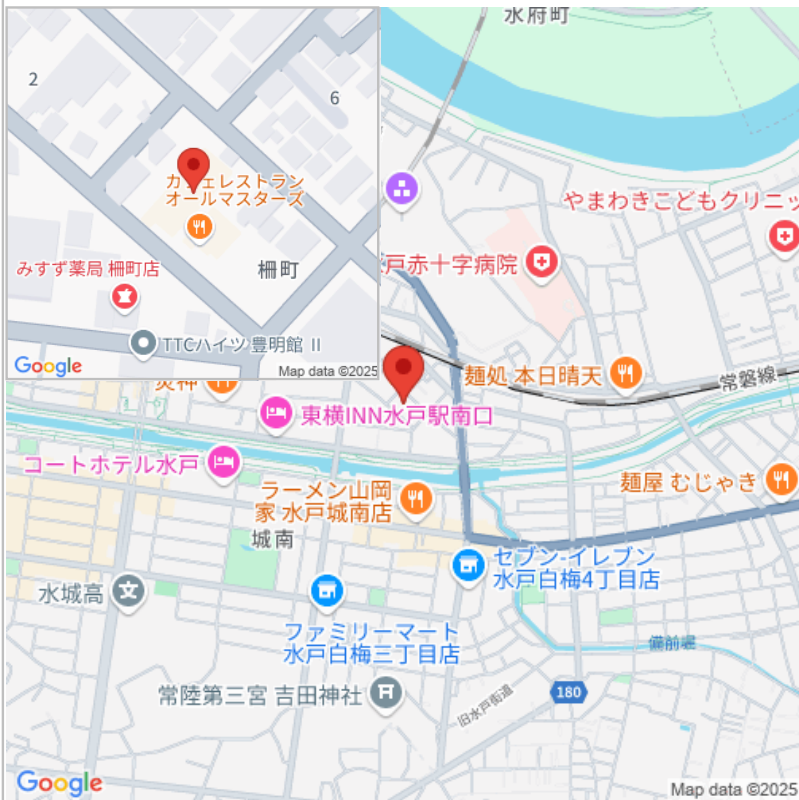 水府町
2
6
カフェレストラン
オールマスターズ
柵町
みすず薬局 柵町店
TTCハイツ 豊明館 II
Google
Map data ©2025
やまわきこどもクリニッ
戸赤十字病院
麺処 本日晴天
常磐線
東横INN水戸駅南口
コートホテル水戸
麺屋 むじゃき
ラーメン山岡
家 水戸城南店
城南
セブン-イレブン
水戸白梅4丁目店
水城高
ファミリーマート
水戸白梅三丁目店
備前堀
常陸第三宮 吉田神社
旧水戸街道
180
Google
Map data ©2025